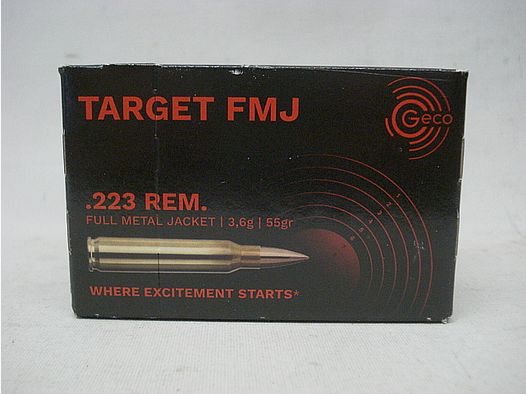 TARGET FMJ
Geco
.223 REM.
FULL METAL JACKET | 3,6g | 55gr
WHERE EXCITEMENT STARTS*